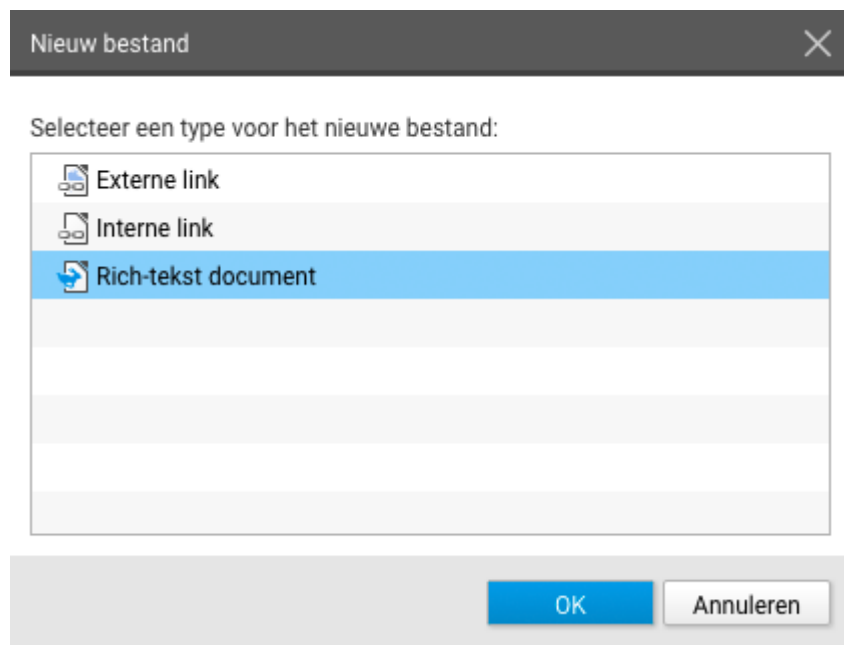 Nieuw bestand
Selecteer een type voor het nieuwe bestand:
Externe link
Interne link
Rich-tekst document
OK
Annuleren